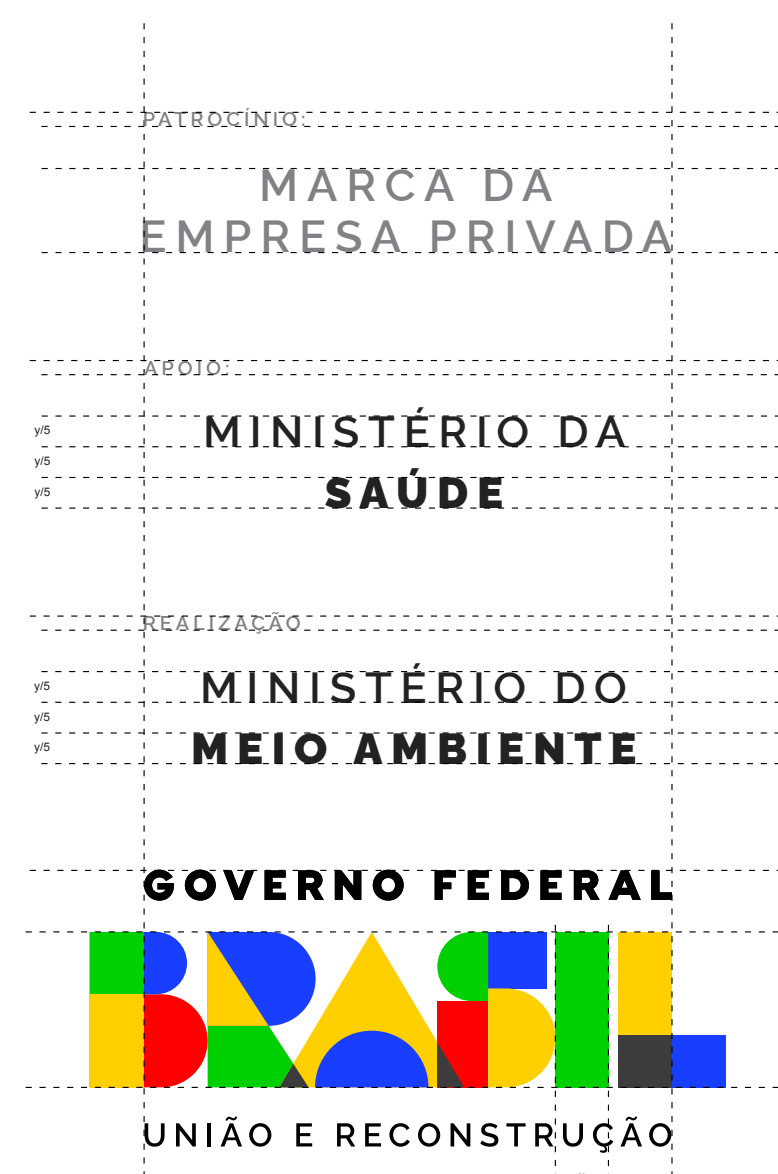 PATROCÍNIO:
MARCA DA
EMPRESA PRIVADA
APOIO:
y/5
MINISTÉRIO DA
y/5
y/5
SAÚDE
REALIZAÇÃO
y/5
MINISTÉRIO DO
y/5
y/5
MEIO AMBIENTE
GOVERNO FEDERAL
BRASIL
UNIÃO E RECONSTRUÇÃO